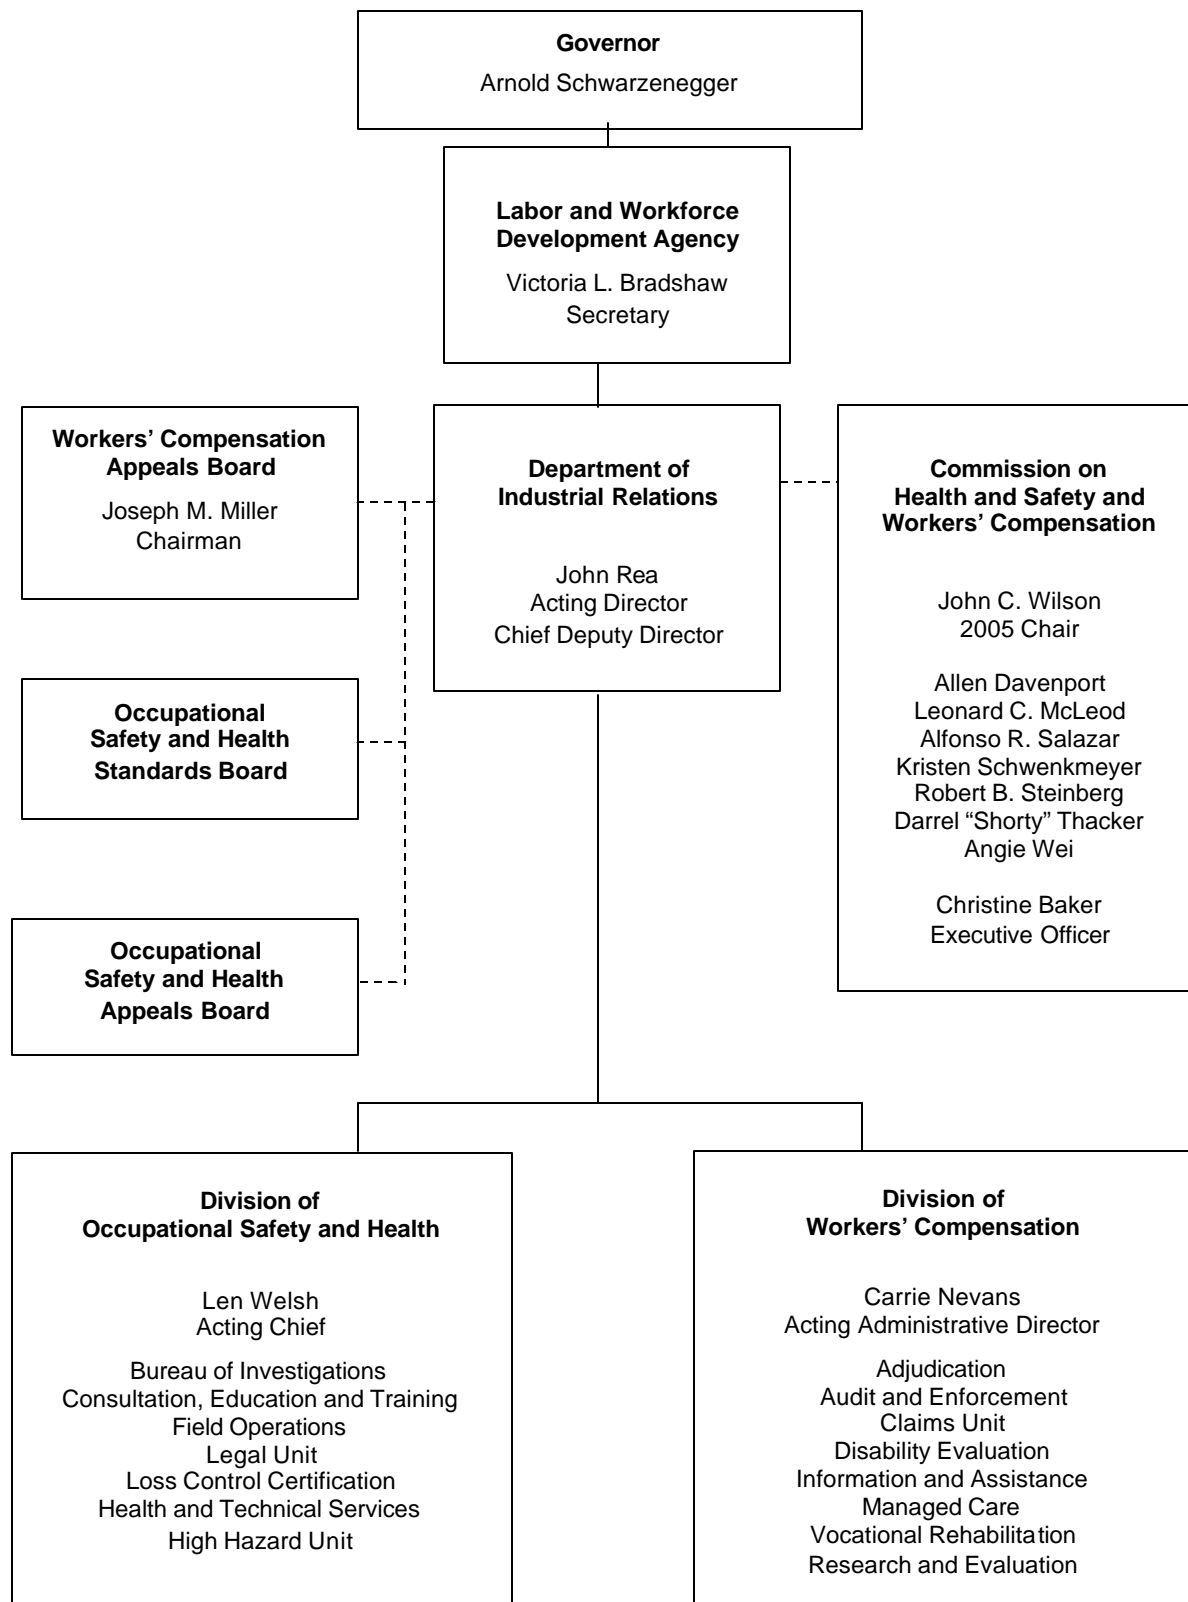 Governor
Arnold Schwarzenegger
Labor and Workforce
Development Agency
Victoria L. Bradshaw
Secretary
Workers’ Compensation
Appeals Board
Joseph M. Miller
Chairman
Department of
Industrial Relations
John Rea
Acting Director
Chief Deputy Director
Commission on
Health and Safety and
Workers’ Compensation
John C. Wilson
2005 Chair
Allen Davenport
Leonard C. McLeod
Alfonso R. Salazar
Kristen Schwenkmeyer
Robert B. Steinberg
Darrel “Shorty” Thacker
Angie Wei
Christine Baker
Executive Officer
Occupational
Safety and Health
Standards Board
Occupational
Safety and Health
Appeals Board
Division of
Occupational Safety and Health
Len Welsh
Acting Chief
Bureau of Investigations
Consultation, Education and Training
Field Operations
Legal Unit
Loss Control Certification
Health and Technical Services
High Hazard Unit
Division of
Workers’ Compensation
Carrie Nevans
Acting Administrative Director
Adjudication
Audit and Enforcement
Claims Unit
Disability Evaluation
Information and Assistance
Managed Care
Vocational Rehabilitation
Research and Evaluation